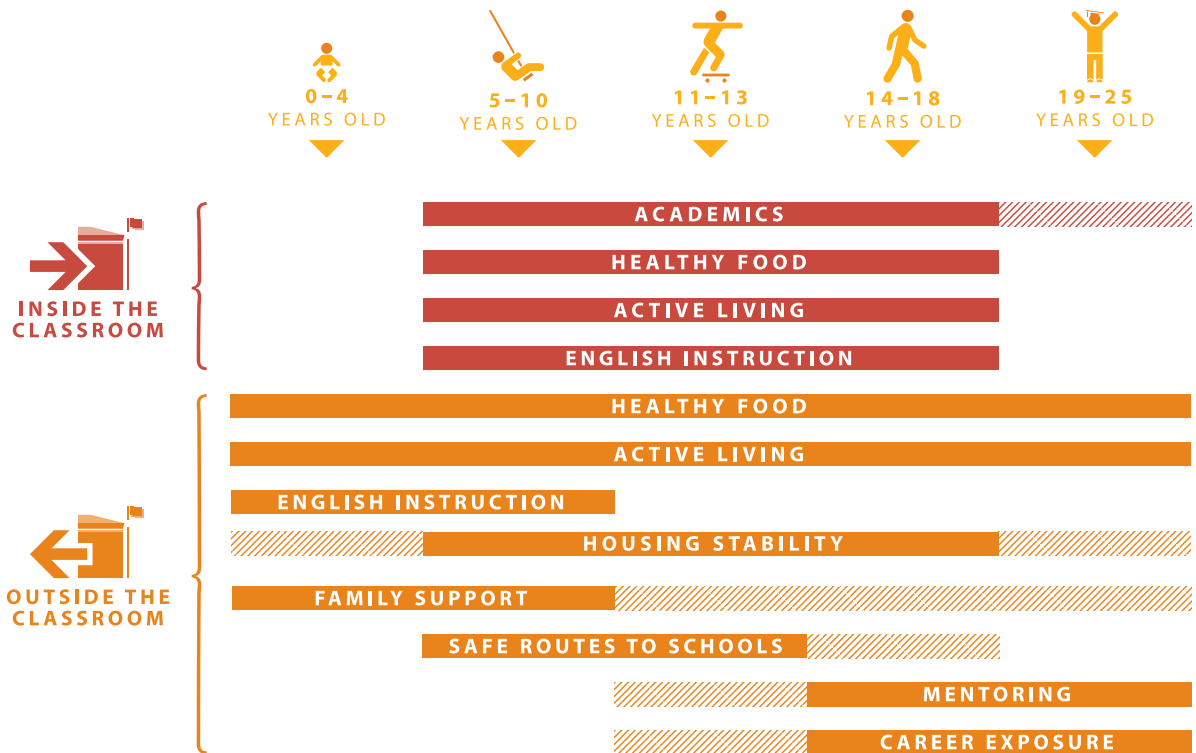 0–4
YEARS OLD
5–10
YEARS OLD
11–13
YEARS OLD
14–18
YEARS OLD
19–25
YEARS OLD
INSIDE THE
CLASSROOM
ACADEMICS
HEALTHY FOOD
ACTIVE LIVING
ENGLISH INSTRUCTION
OUTSIDE THE
CLASSROOM
HEALTHY FOOD
ACTIVE LIVING
ENGLISH INSTRUCTION
HOUSING STABILITY
FAMILY SUPPORT
SAFE ROUTES TO SCHOOLS
MENTORING
CAREER EXPOSURE